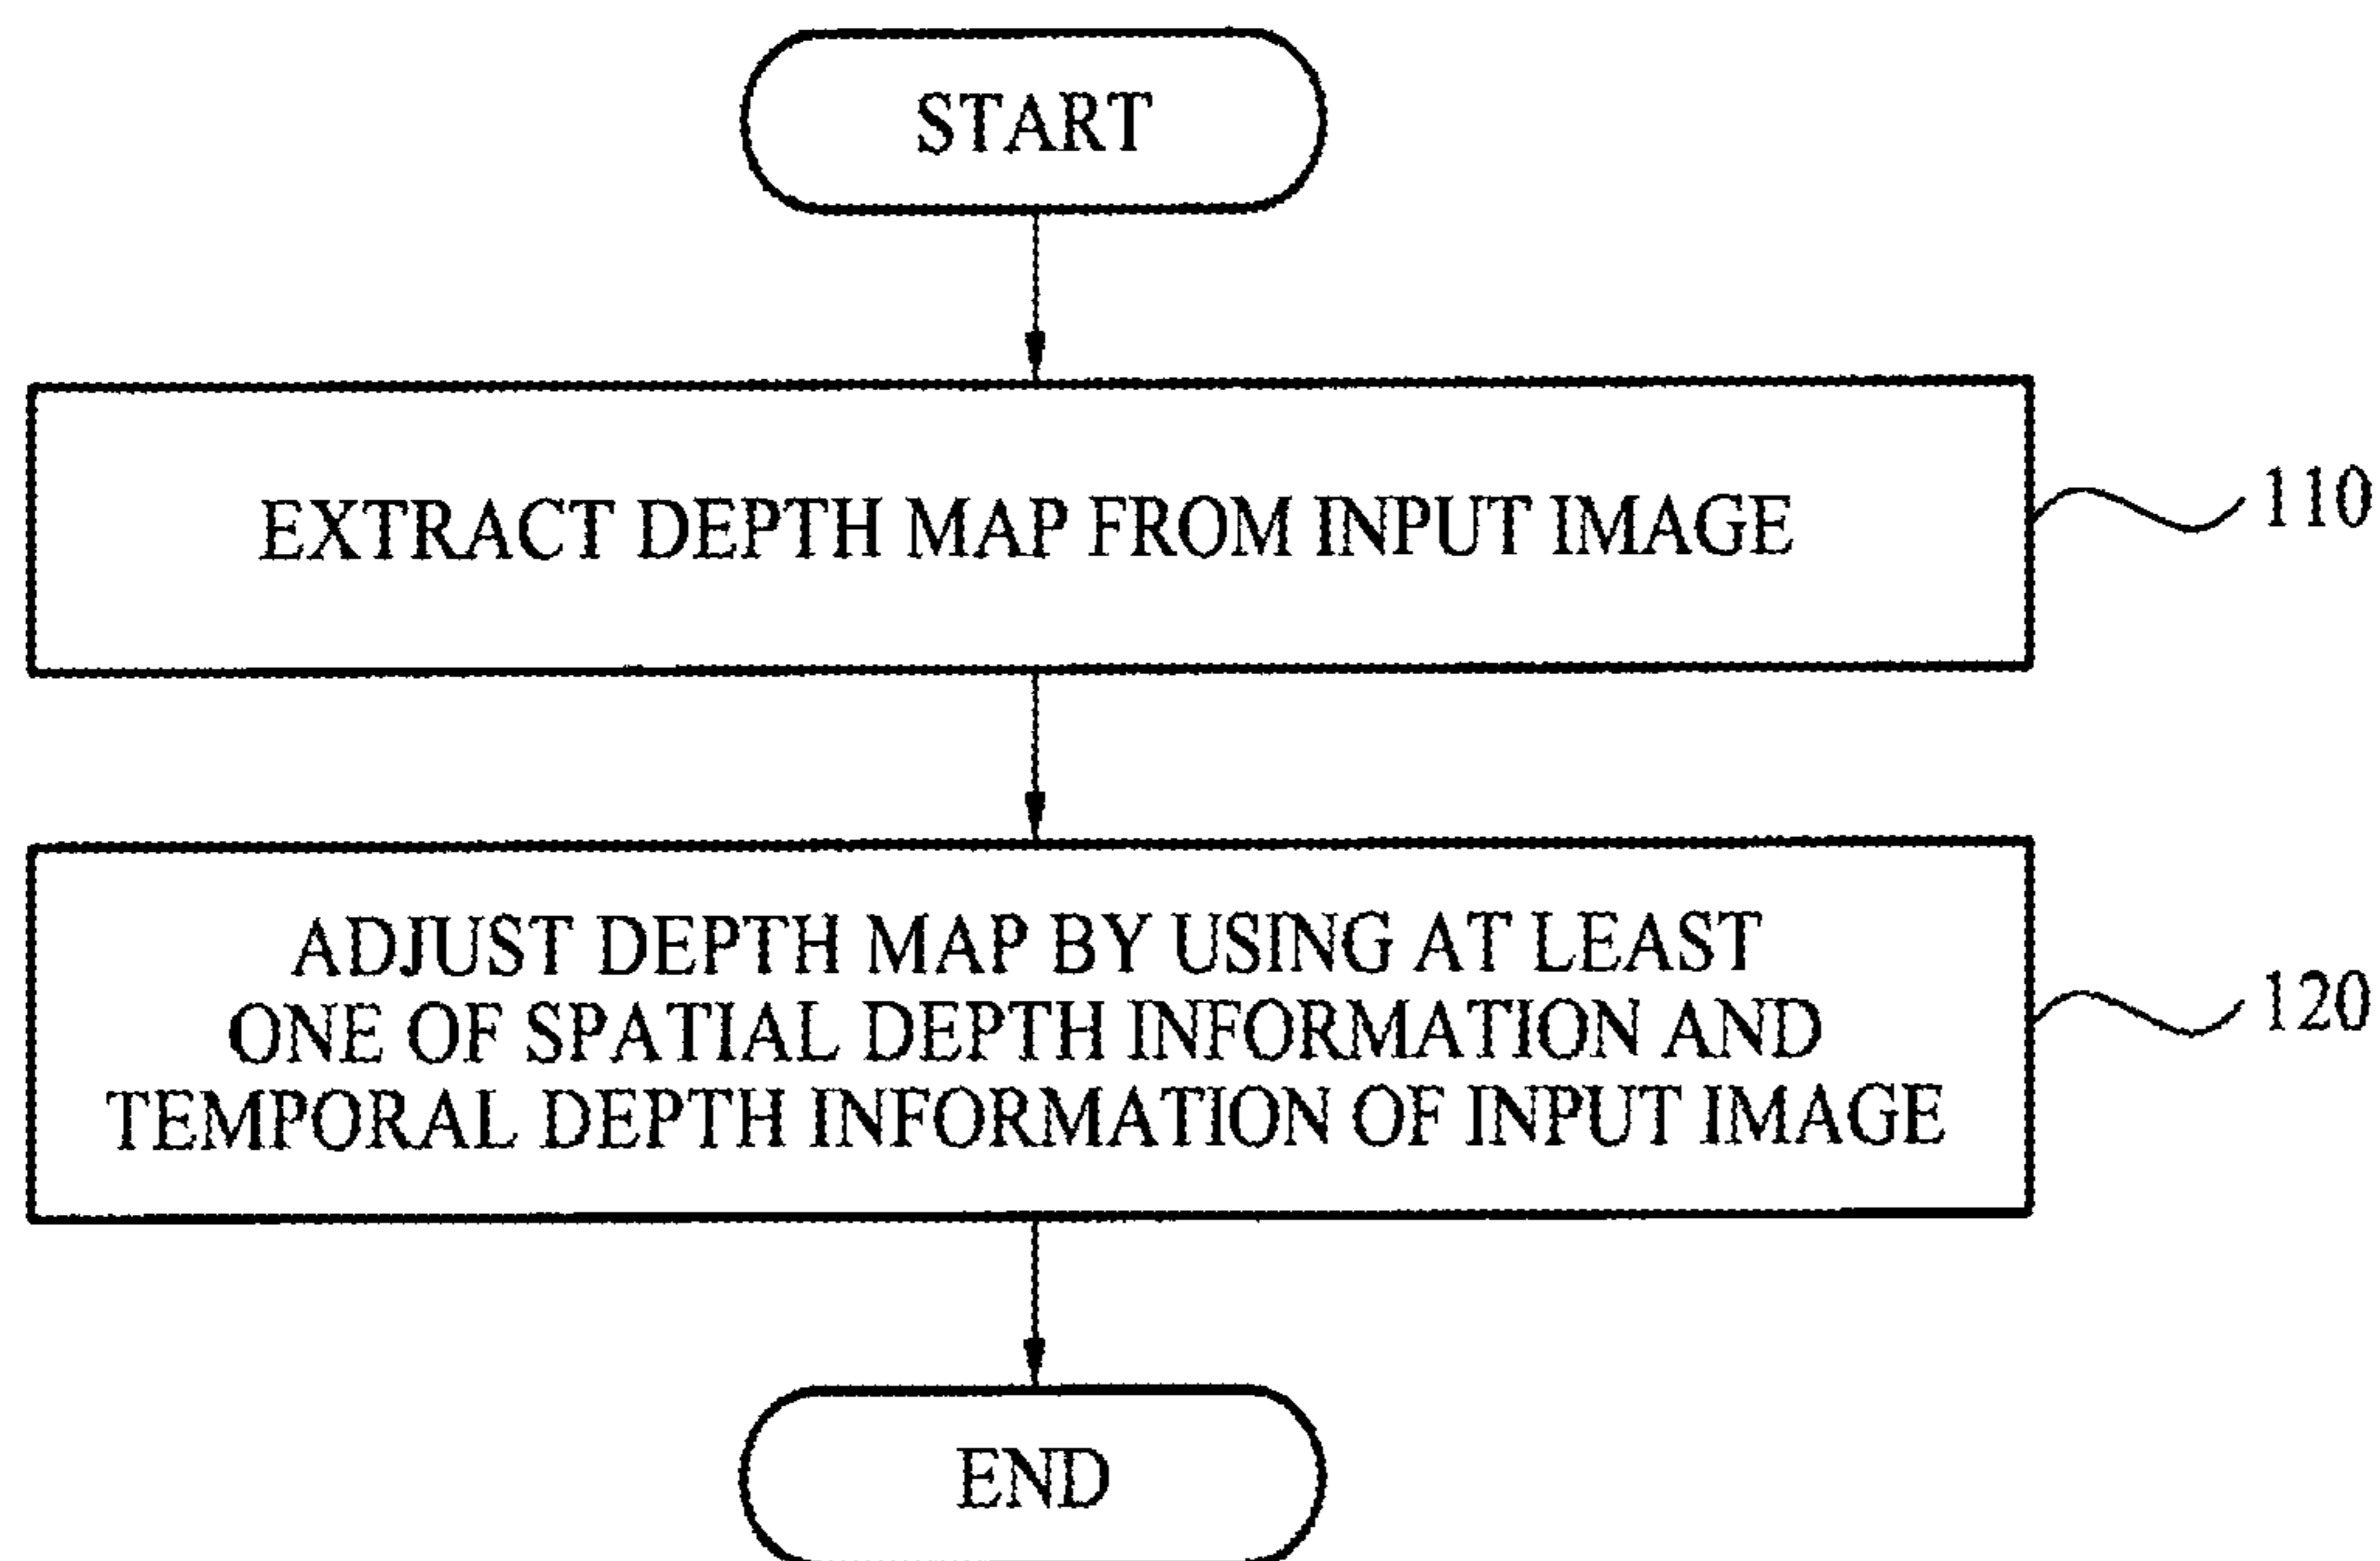 START
EXTRACT DEPTH MAP FROM INPUT IMAGE
110
ADJUST DEPTH MAP BY USING AT LEAST
ONE OF SPATIAL DEPTH INFORMATION AND
TEMPORAL DEPTH INFORMATION OF INPUT IMAGE
120
END